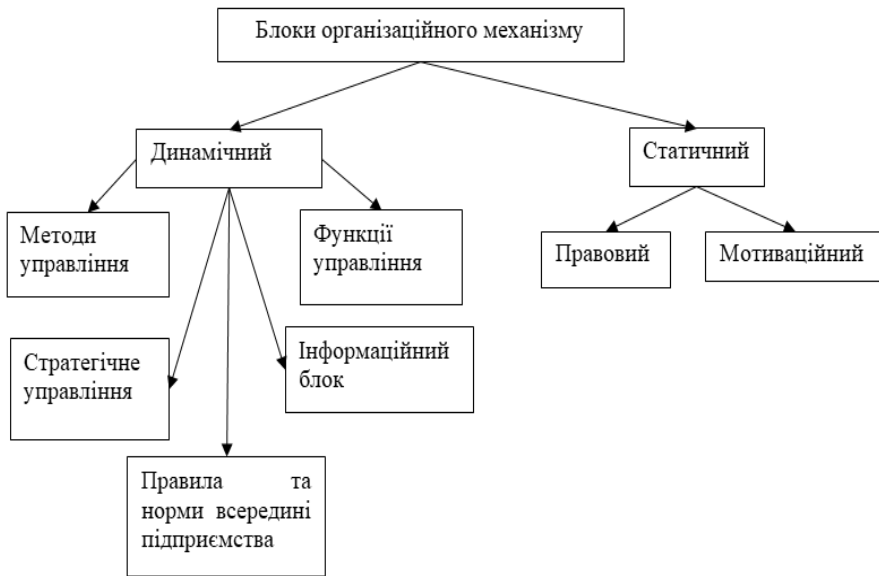 Блоки організаційного механізму
Динамічний
Статичний
Методи
управління
Функції
управління
Правовий
Мотиваційний
Стратегічне
управління
Інформаційний
блок
Правила та
норми всередині
підприємства